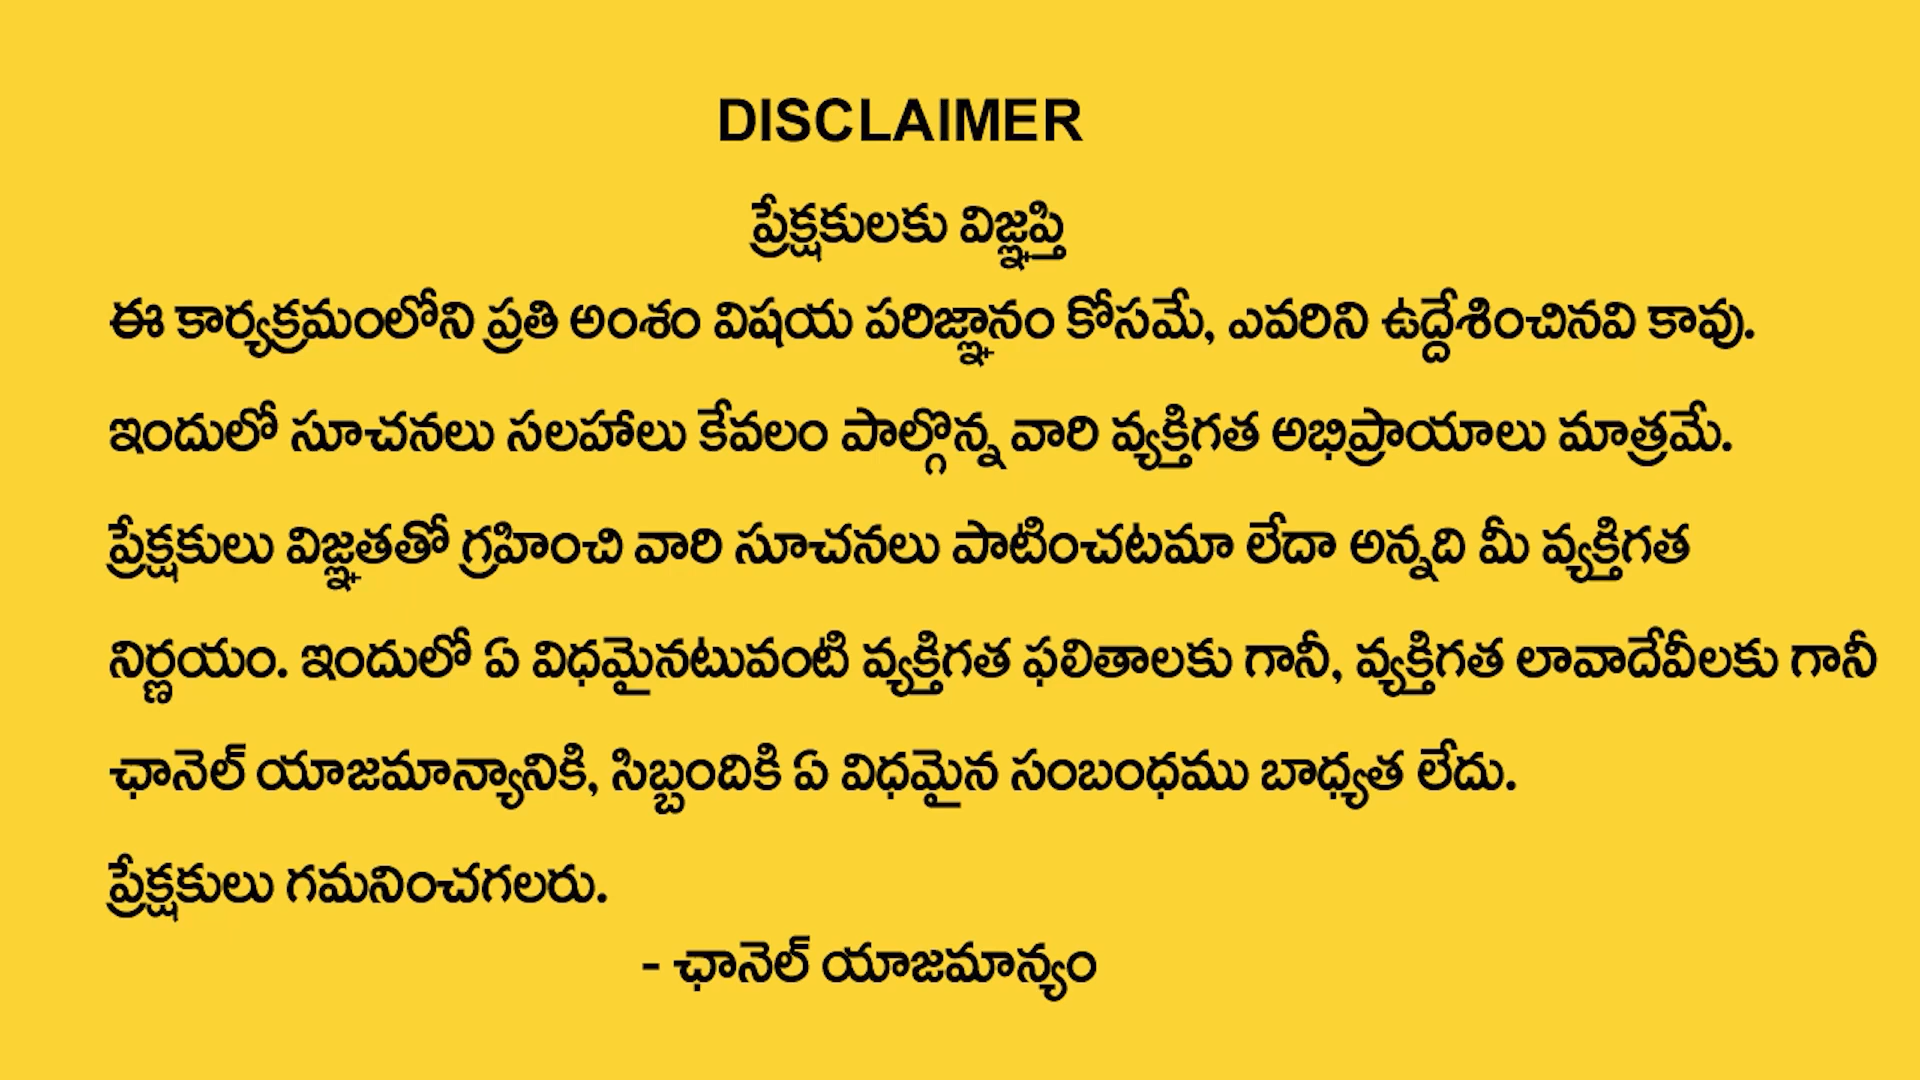 DISCLAIMER
ప్రేక్షకులకు విజ్ఞప్తి
ఈ కార్యక్రమంలోని ప్రతి అంశం విషయ పరిజ్ఞానం కోసమే, ఎవరిని ఉద్దేశించినవి కావు.
ఇందులో సూచనలు సలహాలు కేవలం పాల్గొన్న వారి వ్యక్తిగత అభిప్రాయాలు మాత్రమే.
ప్రేక్షకులు విజ్ఞతతో గ్రహించి వారి సూచనలు పాటించటమా లేదా అన్నది మీ వ్యక్తిగత
నిర్ణయం. ఇందులో ఏ విధమైనటువంటి వ్యక్తిగత ఫలితాలకు గానీ, వ్యక్తిగత లావాదేవీలకు గానీ
ఛానెల్ యాజమాన్యానికి, సిబ్బందికి ఏ విధమైన సంబంధము బాధ్యత లేదు.
ప్రేక్షకులు గమనించగలరు.
- ఛానెల్ యాజమాన్యం